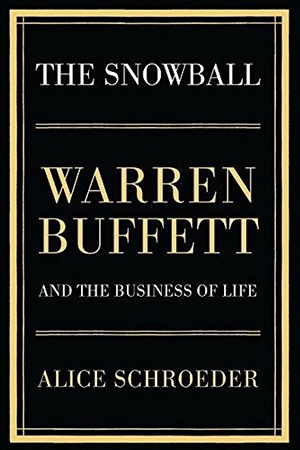 THE SNOWBALL
WARREN
BUFFETT
AND THE BUSINESS OF LIFE
ALICE SCHROEDER